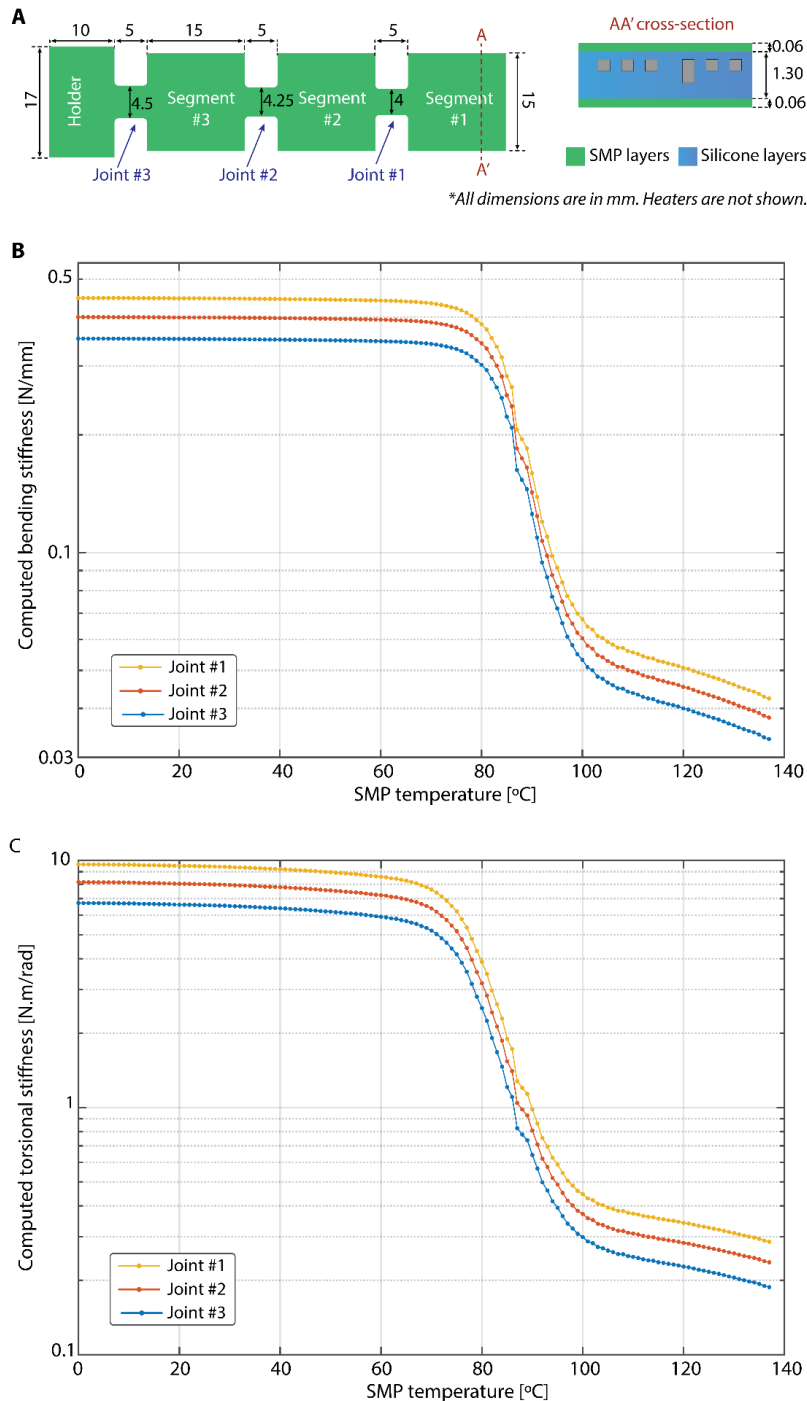 A
10 5 15 5 5
17
Holder
4.5
Segment
#3
4.25
Segment
#2
4
Segment
#1
A
A'
15
Joint #3
Joint #2
Joint #1
AA' cross-section
0.06
1.30
0.06
SMP layers
Silicone layers
*All dimensions are in mm. Heaters are not shown.
B
Computed bending stiffness [N/mm]
0.5
0.1
0.03
Joint #1
Joint #2
Joint #3
0 20 40 60 80 100 120 140
SMP temperature [ºC]
C
Computed torsional stiffness [N.m/rad]
10
1
0.1
Joint #1
Joint #2
Joint #3
0 20 40 60 80 100 120 140
SMP temperature [ºC]